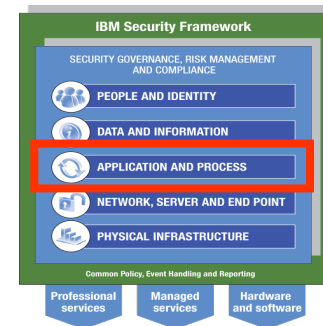 IBM Security Framework
SECURITY GOVERNANCE, RISK MANAGEMENT
AND COMPLIANCE
PEOPLE AND IDENTITY
DATA AND INFORMATION
APPLICATION AND PROCESS
NETWORK, SERVER AND END POINT
PHYSICAL INFRASTRUCTURE
Common Policy, Event Handling and Reporting
Professional services
Managed services
Hardware and software